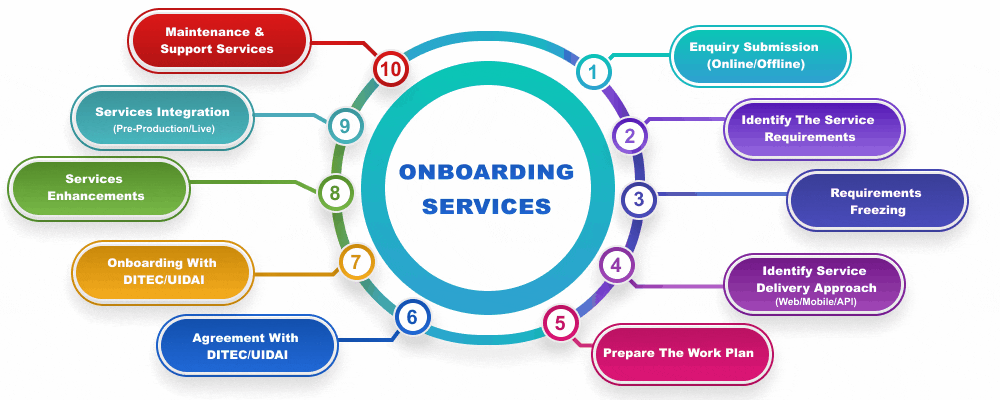 ONBOARDING
SERVICES
1
Enquiry Submission
(Online/Offline)
2
Identify The Service
Requirements
3
Requirements
Freezing
4
Identify Service
Delivery Approach
(Web/Mobile/API)
5
Prepare The Work Plan
6
Agreement With
DITEC/UIDAI
7
Onboarding With
DITEC/UIDAI
8
Services
Enhancements
9
Services Integration
(Pre-Production/Live)
10
Maintenance &
Support Services